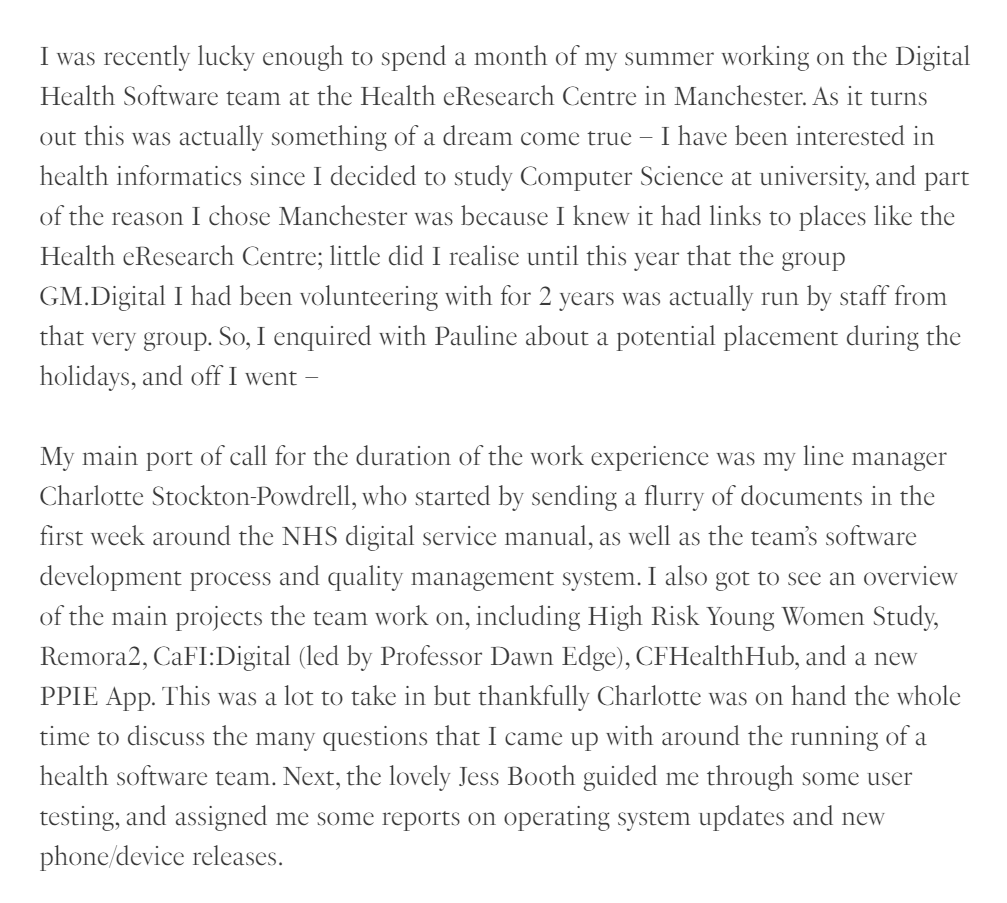 I was recently lucky enough to spend a month of my summer working on the Digital
Health Software team at the Health eResearch Centre in Manchester. As it turns
out this was actually something of a dream come true – I have been interested in
health informatics since I decided to study Computer Science at university, and part
of the reason I chose Manchester was because I knew it had links to places like the
Health eResearch Centre; little did I realise until this year that the group
GM.Digital I had been volunteering with for 2 years was actually run by staff from
that very group. So, I enquired with Pauline about a potential placement during the
holidays, and off I went –
My main port of call for the duration of the work experience was my line manager
Charlotte Stockton-Powdrell, who started by sending a flurry of documents in the
first week around the NHS digital service manual, as well as the team’s software
development process and quality management system. I also got to see an overview
of the main projects the team work on, including High Risk Young Women Study,
Remora2, CaFI:Digital (led by Professor Dawn Edge), CFHealthHub, and a new
PPIE App. This was a lot to take in but thankfully Charlotte was on hand the whole
time to discuss the many questions that I came up with around the running of a
health software team. Next, the lovely Jess Booth guided me through some user
testing, and assigned me some reports on operating system updates and new
phone/device releases.